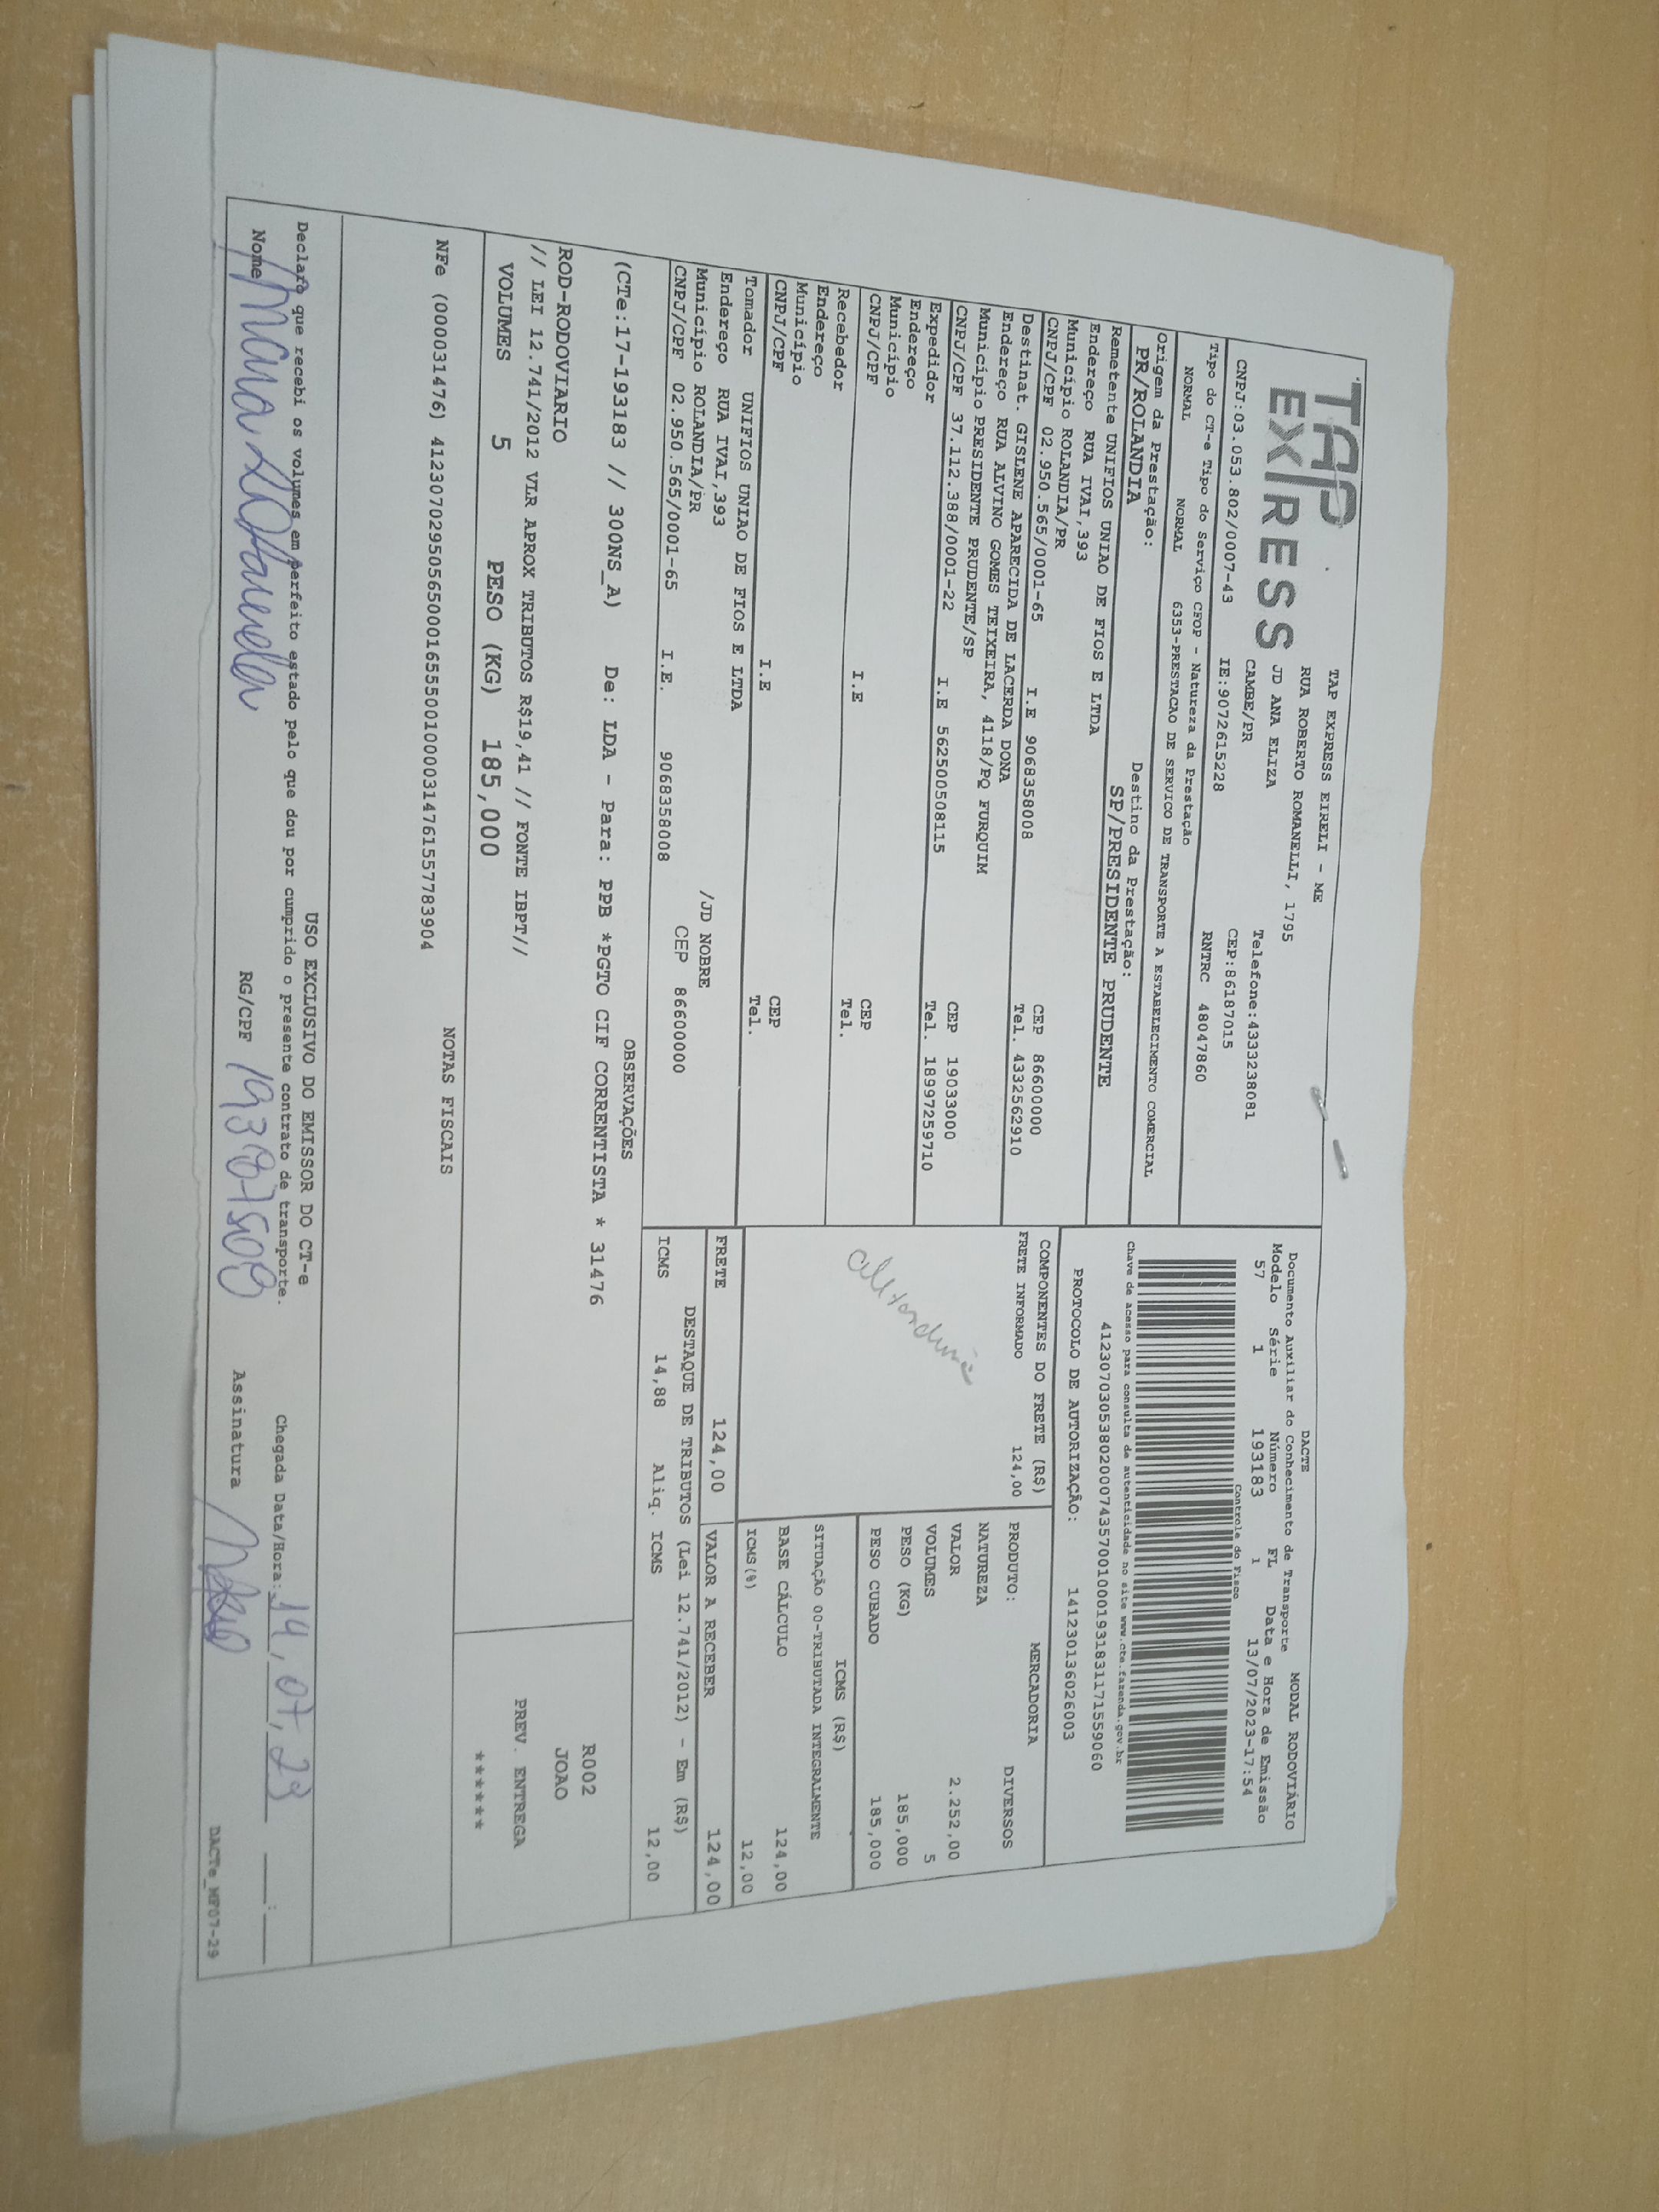 TAP
EXPRESS
TAP EXPRESS EIRELI - ME
RUA ROBERTO ROMANELLI, 1795
JD ANA ELIZA
CAMBE/PR
Telefone:4333238081
CEP:86187015
CNPJ:03.053.802/0007-43 IE:9072615228 RNTRC 48047860
Tipo do CT-e Tipo do Serviço CFOP - Natureza da Prestação
NORMAL NORMAL 6353-PRESTACAO DE SERVICO DE TRANSPORTE A ESTABELECIMENTO COMERCIAL
Origem da Prestação: Destino da Prestação:
PR/ROLANDIA SP/PRESIDENTE PRUDENTE
Remetente UNIFIOS UNIAO DE FIOS E LTDA
Endereço RUA IVAI,393
Município ROLANDIA/PR CEP 86600000
CNPJ/CPF 02.950.565/0001-65 I.E 9068358008 Tel. 4332562910
Destinat. GISLENE APARECIDA DE LACERDA DONA
Endereço RUA ALVINO GOMES TEIXEIRA, 4118/PQ FURQUIM
Município PRESIDENTE PRUDENTE/SP CEP 19033000
CNPJ/CPF 37.112.388/0001-22 I.E 562500508115 Tel. 18997259710
Expedidor
Endereço
Município CEP
CNPJ/CPF I.E Tel.
Recebedor
Endereço
Município CEP
CNPJ/CPF I.E Tel.
Tomador UNIFIOS UNIAO DE FIOS E LTDA
Endereço RUA IVAI,393 /JD NOBRE
Município ROLANDIA/PR CEP 86600000
CNPJ/CPF 02.950.565/0001-65 I.E. 9068358008
DACTE
Documento Auxiliar do Conhecimento de Transporte MODAL RODOVIÁRIO
Modelo Série Número FL Data e Hora de Emissão
57 1 193183 1 13/07/2023-17:54
Controle do Fisco
Chave de acesso para consulta de autenticidade no site www.cte.fazenda.gov.br
41230703053802000743570010001931831171559060
PROTOCOLO DE AUTORIZAÇÃO: 141230136026003
COMPONENTES DO FRETE (R$)
FRETE INFORMADO 124,00
MERCADORIA
PRODUTO: DIVERSOS
NATUREZA
VALOR 2.252,00
VOLUMES 5
PESO (KG) 185,000
PESO CUBADO 185,000
ICMS (R$)
SITUAÇÃO 00-TRIBUTADA INTEGRALMENTE
BASE CÁLCULO 124,00
ICMS(%) 12,00
FRETE 124,00 VALOR A RECEBER 124,00
DESTAQUE DE TRIBUTOS (Lei 12.741/2012) - Em (R$)
ICMS 14,88 Aliq. ICMS 12,00
OBSERVAÇÕES
(CTe:17-193183 // 300NS_A) De: LDA - Para: PPB *PGTO CIF CORRENTISTA * 31476
ROD-RODOVIARIO
// LEI 12.741/2012 VLR APROX TRIBUTOS R$19,41 // FONTE IBPT//
VOLUMES 5 PESO (KG) 185,000
R002
JOAO
PREV. ENTREGA
******
NOTAS FISCAIS
NFe (000031476) 41230702950565000165550010000314761557783904
USO EXCLUSIVO DO EMISSOR DO CT-e
Declaro que recebi os volumes em perfeito estado pelo que dou por cumprido o presente contrato de transporte.
Chegada Data/Hora: 14, 07, 23 __:__
Nome RG/CPF Assinatura
DACTe_MF07-29